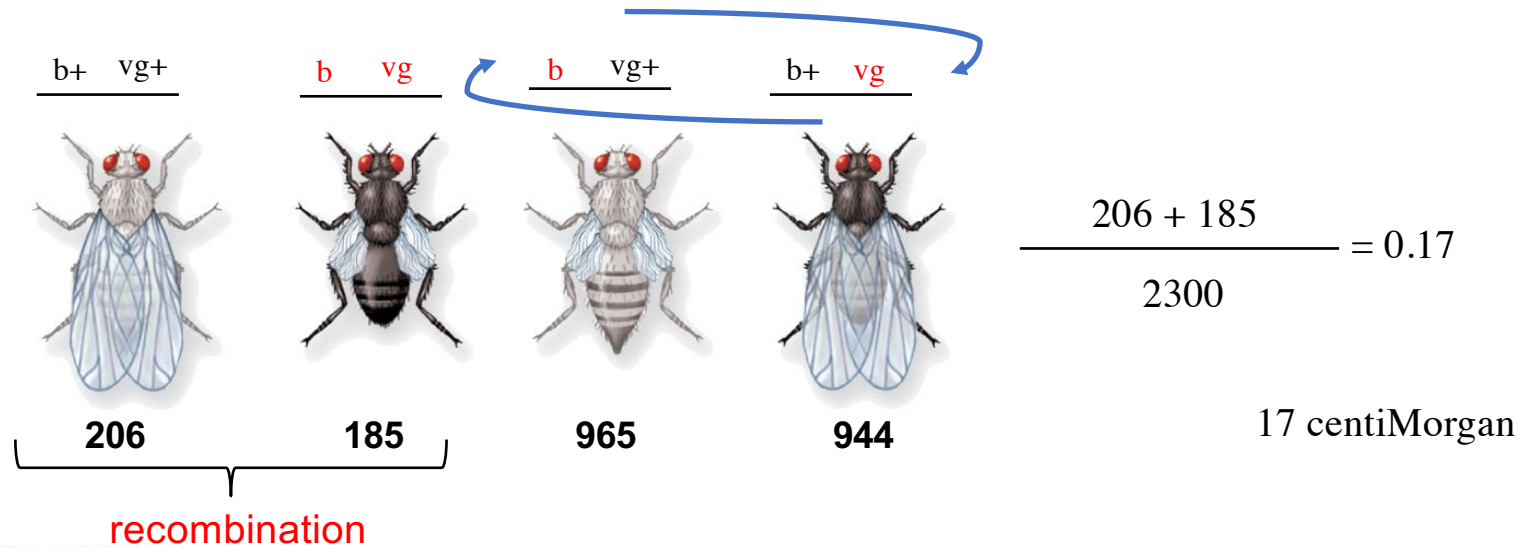 b+ vg+
b vg
b vg+
b+ vg
206
185
965
944
recombination
206 + 185
2300
= 0.17
17 centiMorgan